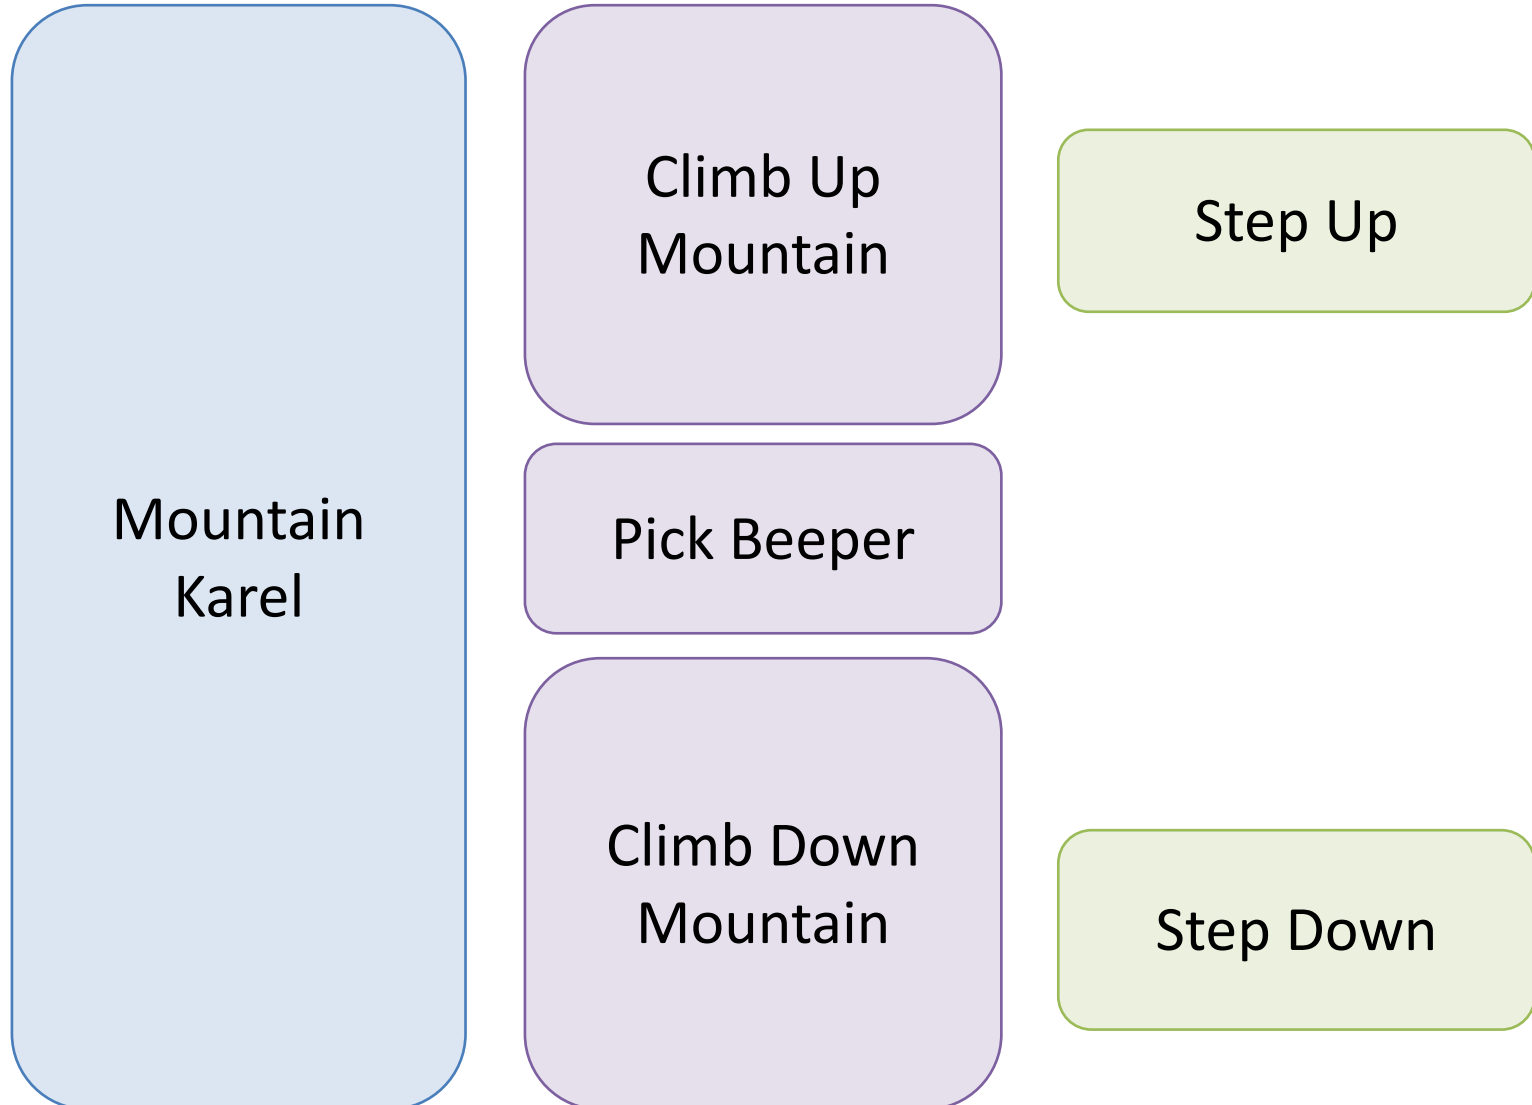 Mountain
Karel
Climb Up
Mountain
Pick Beeper
Climb Down
Mountain
Step Up
Step Down